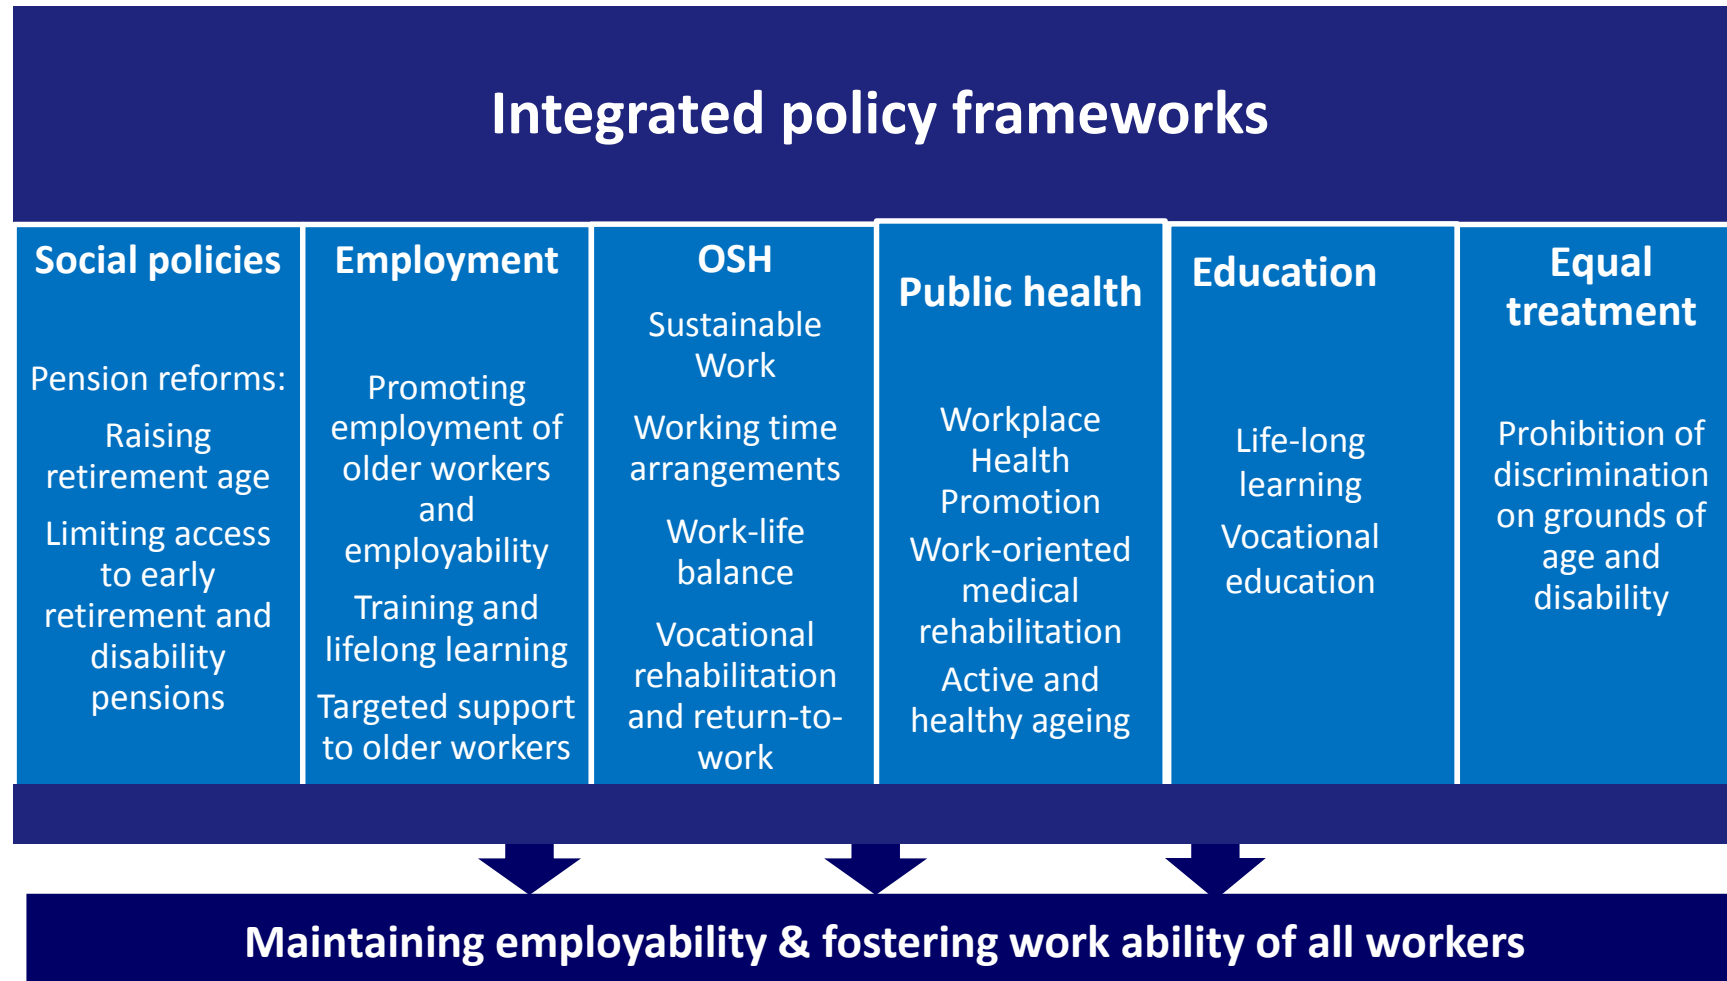 Integrated policy frameworks
Social policies
Pension reforms:
Raising
retirement age
Limiting access
to early
retirement and
disability
pensions
Employment
Promoting
employment of
older workers
and
employability
Training and
lifelong learning
Targeted support
to older workers
OSH
Sustainable
Work
Working time
arrangements
Work-life
balance
Vocational
rehabilitation
and return-to-
work
Public health
Workplace
Health
Promotion
Work-oriented
medical
rehabilitation
Active and
healthy ageing
Education
Life-long
learning
Vocational
education
Equal
treatment
Prohibition of
discrimination
on grounds of
age and
disability
Maintaining employability & fostering work ability of all workers